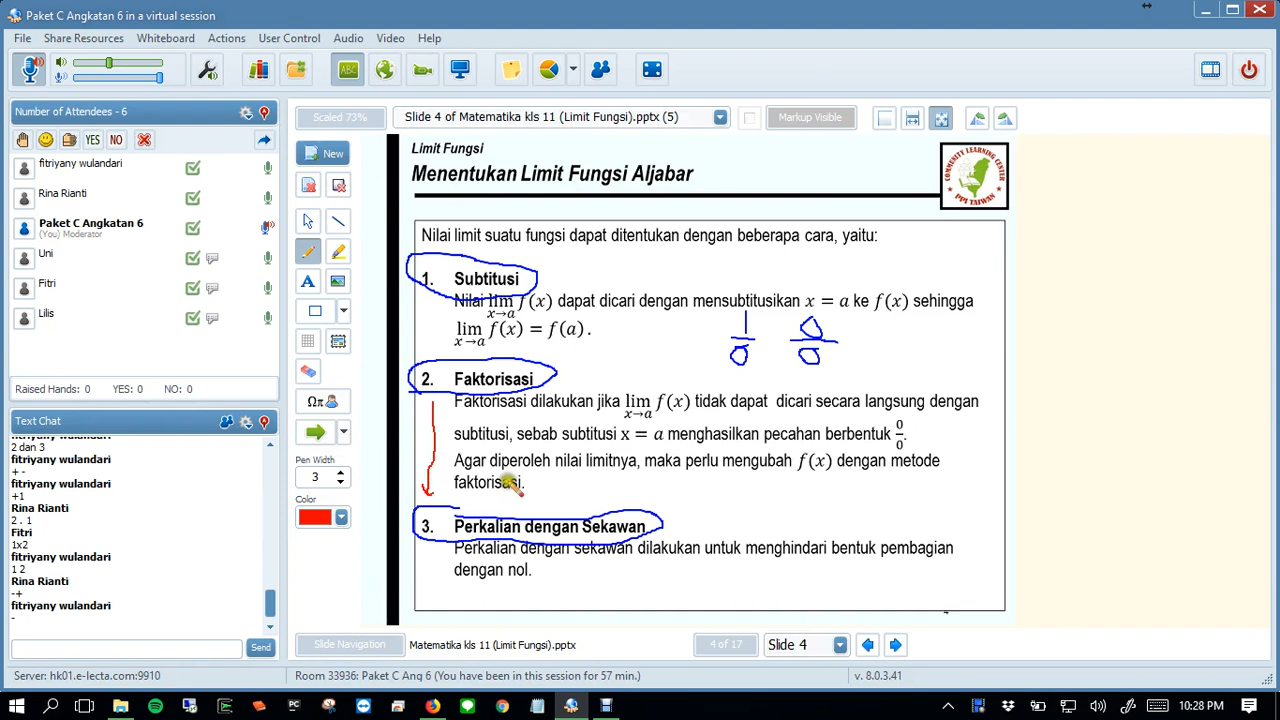 Paket C Angkatan 6 in a virtual session
File Share Resources Whiteboard Actions User Control Audio Video Help
ABC
Number of Attendees - 6
YES NO
fitriyany wulandari
Rina Rianti
Paket C Angkatan 6
(You) Moderator
Uni
Fitri
Lilis
Raised Hands: 0 YES: 0 NO: 0
Text Chat
2 dan 3
fitriyany wulandari
+ -
fitriyany wulandari
+1
Rina Rianti
2 . 1
Fitri
1x2
fitriyany wulandari
1 2
Rina Rianti
-+
fitriyany wulandari
-
Send
Scaled 73%
Slide 4 of Matematika kls 11 (Limit Fungsi).pptx (5)
Markup Visible
New
A
Ωπ
Pen Width
3
Color
Limit Fungsi
Menentukan Limit Fungsi Aljabar
COMMUNITY LEARNING CENTER
PPI TAIWAN
Nilai limit suatu fungsi dapat ditentukan dengan beberapa cara, yaitu:
1. Subtitusi
Nilai lim x→a f(x) dapat dicari dengan mensubtitusikan x = a ke f(x) sehingga
lim x→a f(x) = f(a) .
1/0 0/0
2. Faktorisasi
Faktorisasi dilakukan jika lim x→a f(x) tidak dapat dicari secara langsung dengan
subtitusi, sebab subtitusi x = a menghasilkan pecahan berbentuk 0/0.
Agar diperoleh nilai limitnya, maka perlu mengubah f(x) dengan metode
faktorisasi.
3. Perkalian dengan Sekawan
Perkalian dengan sekawan dilakukan untuk menghindari bentuk pembagian
dengan nol.
Slide Navigation
Matematika kls 11 (Limit Fungsi).pptx
4 of 17
Slide 4
Server: hk01.e-lecta.com:9910
Room 33936: Paket C Ang 6 (You have been in this session for 57 min.)
v. 8.0.3.41
PC
10:28 PM